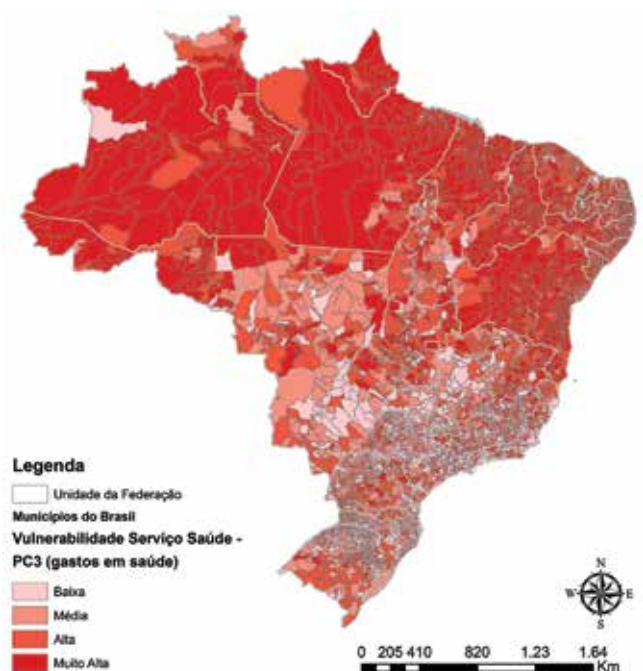 Legenda
Unidade da Federação
Municípios do Brasil
Vulnerabilidade Serviço Saúde -
PC3 (gastos em saúde)
Baixa
Média
Alta
Muito Alta
N
W E
S
0 205 410 820 1.23 1.64
Km